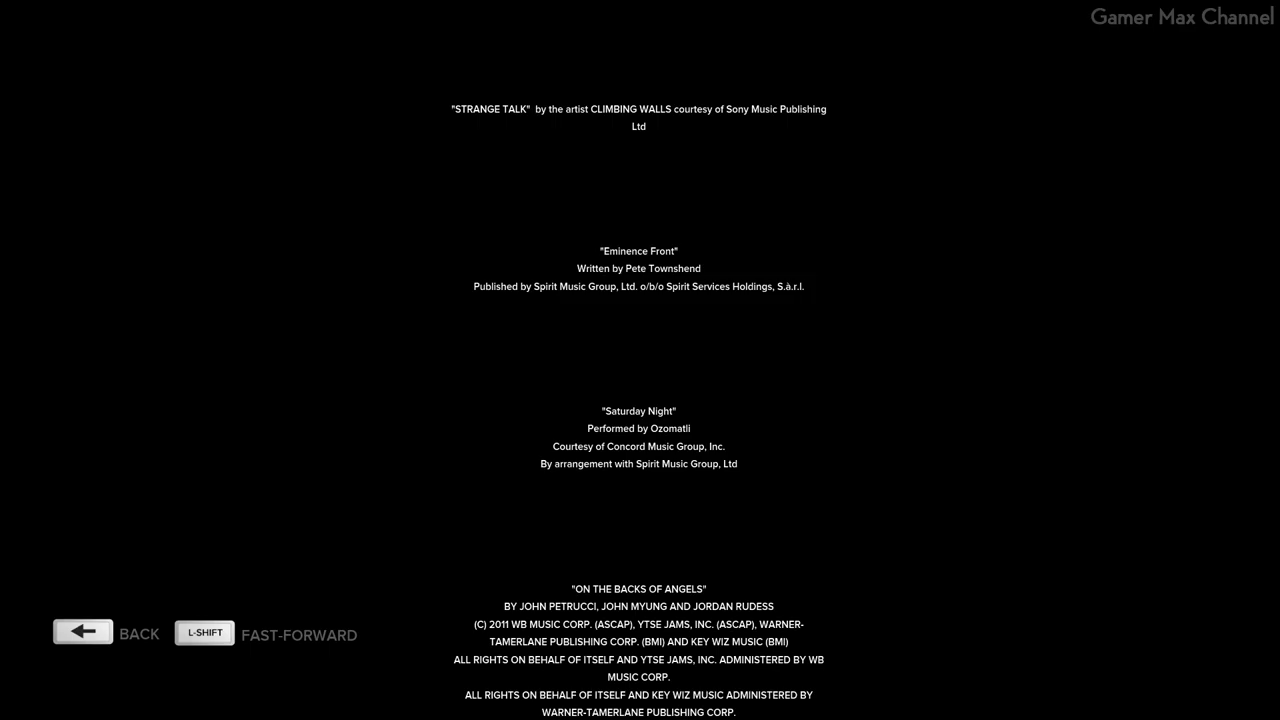 Gamer Max Channel
"STRANGE TALK"  by the artist CLIMBING WALLS courtesy of Sony Music Publishing
Ltd
"Eminence Front"
Written by Pete Townshend
Published by Spirit Music Group, Ltd. o/b/o Spirit Services Holdings, S.à.r.l.
"Saturday Night"
Performed by Ozomatli
Courtesy of Concord Music Group, Inc.
By arrangement with Spirit Music Group, Ltd
"ON THE BACKS OF ANGELS"
BY JOHN PETRUCCI, JOHN MYUNG AND JORDAN RUDESS
(C) 2011 WB MUSIC CORP. (ASCAP), YTSE JAMS, INC. (ASCAP), WARNER-
TAMERLANE PUBLISHING CORP. (BMI) AND KEY WIZ MUSIC (BMI)
ALL RIGHTS ON BEHALF OF ITSELF AND YTSE JAMS, INC. ADMINISTERED BY WB
MUSIC CORP.
ALL RIGHTS ON BEHALF OF ITSELF AND KEY WIZ MUSIC ADMINISTERED BY
WARNER-TAMERLANE PUBLISHING CORP.
BACK L-SHIFT FAST-FORWARD